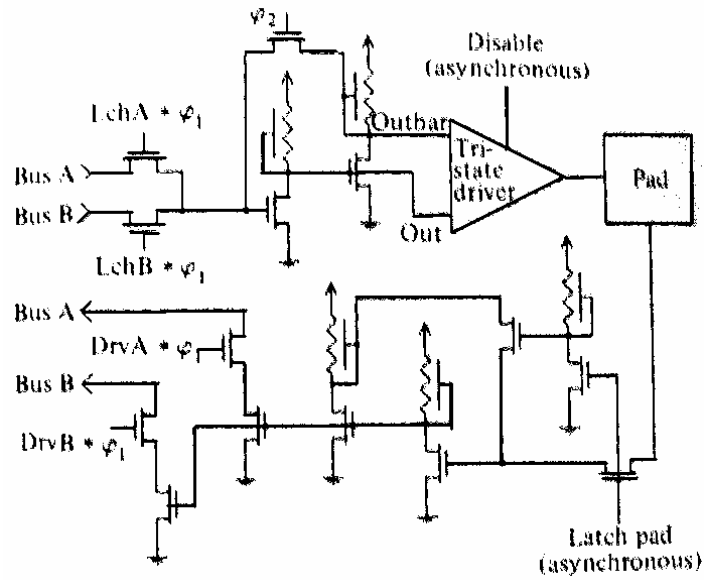 φ₂
Disable
(asynchronous)
LchA * φ₁
Outbar
Bus A
Tri-
state
driver
Pad
Bus B
Out
LchB * φ₁
Bus A
DrvA * φ₁
Bus B
DrvB * φ₁
Latch pad
(asynchronous)